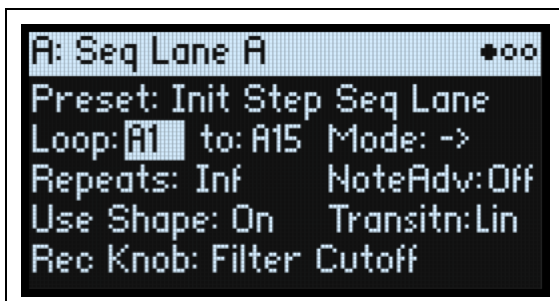 A: Seq Lane A
Preset: Init Step Seq Lane
Loop: A1 to: A15 Mode: ->
Repeats: Inf NoteAdv: Off
Use Shape: On Transitn: Lin
Rec Knob: Filter Cutoff